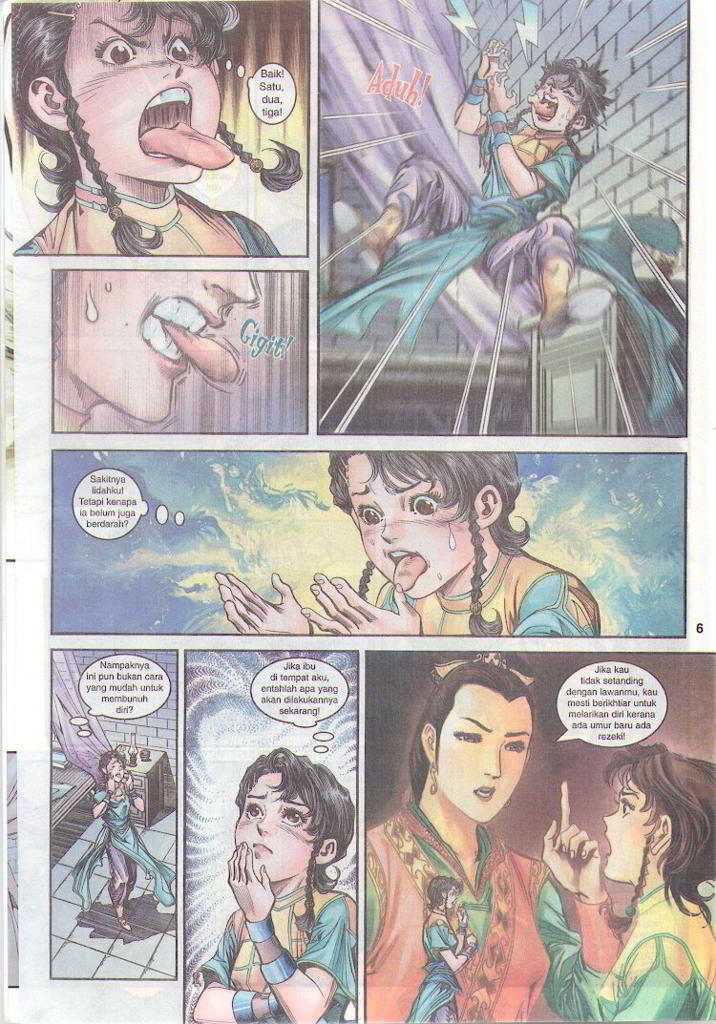 Baik!
Satu,
dua,
tiga!
Aduh!
Gigit!
Sakitnya
lidahku!
Tetapi kenapa
ia belum juga
berdarah?
6
Nampaknya
ini pun bukan cara
yang mudah untuk
membunuh
diri?
Jika ibu
di tempat aku,
entahlah apa yang
akan dilakukannya
sekarang!
Jika kau
tidak setanding
dengan lawanmu, kau
mesti berikhtiar untuk
melarikan diri kerana
ada umur baru ada
rezeki!